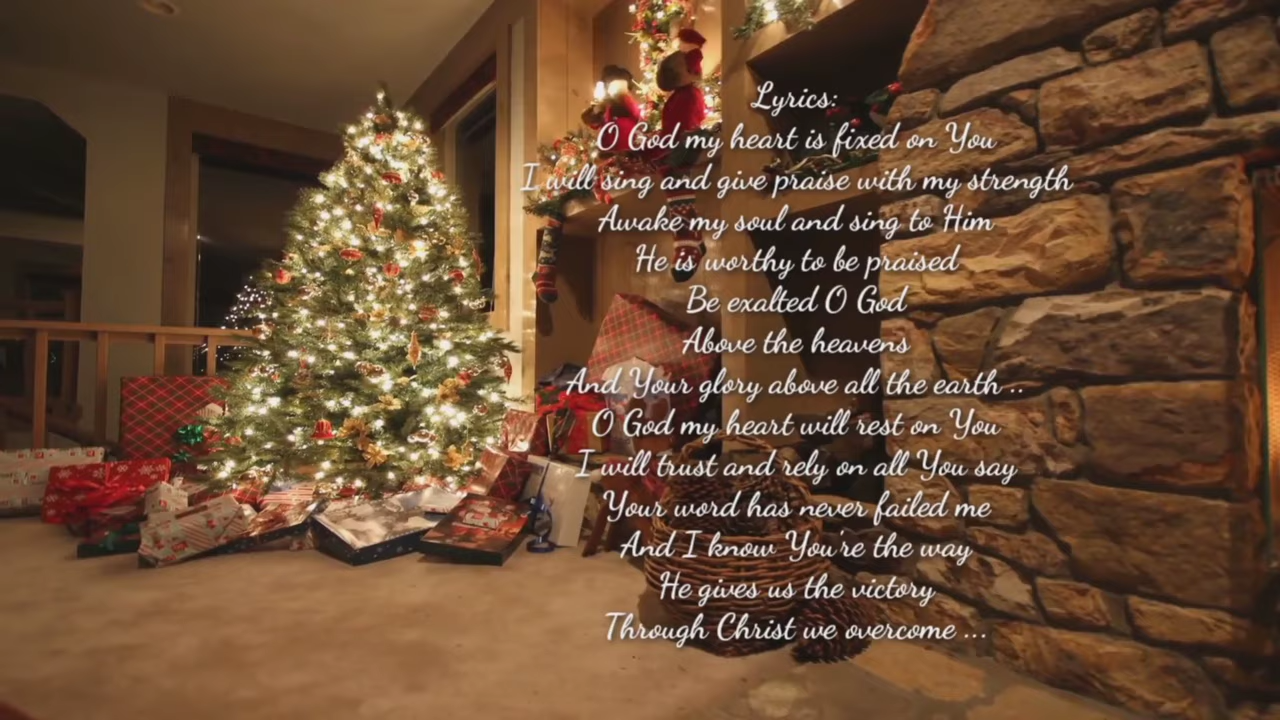 Lyrics:
O God my heart is fixed on You
I will sing and give praise with my strength
Awake my soul and sing to Him
He is worthy to be praised
Be exalted O God
Above the heavens
And Your glory above all the earth ..
O God my heart will rest on You
I will trust and rely on all You say
Your word has never failed me
And I know You're the way
He gives us the victory
Through Christ we overcome ...